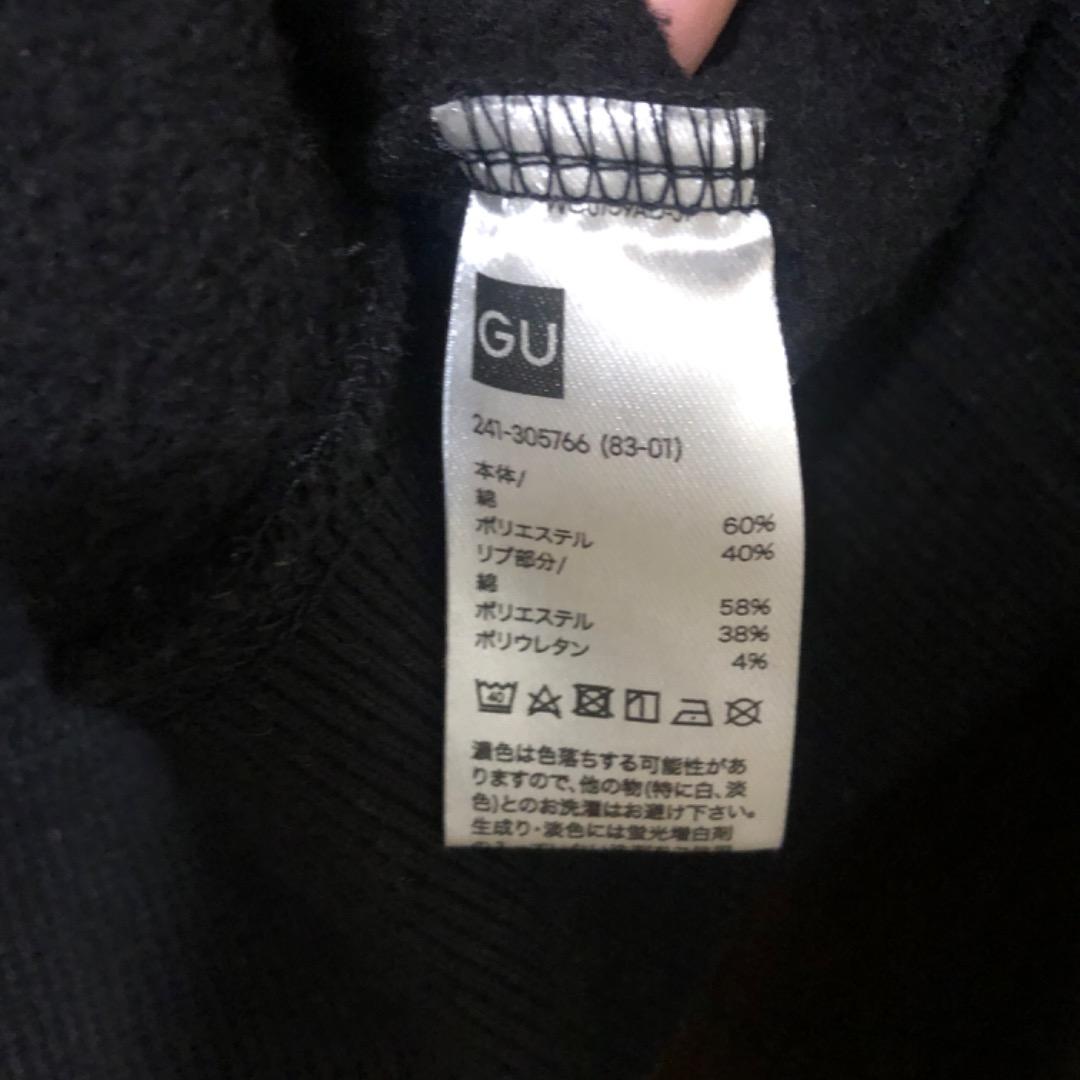 GU
241-305766 (83-01)
本体/
綿 60%
ポリエステル 40%
リブ部分/
綿 58%
ポリエステル 38%
ポリウレタン 4%
40
濃色は色落ちする可能性があ
りますので、他の物(特に白、淡
色)とのお洗濯はお避け下さい。
生成り・淡色には蛍光増白剤